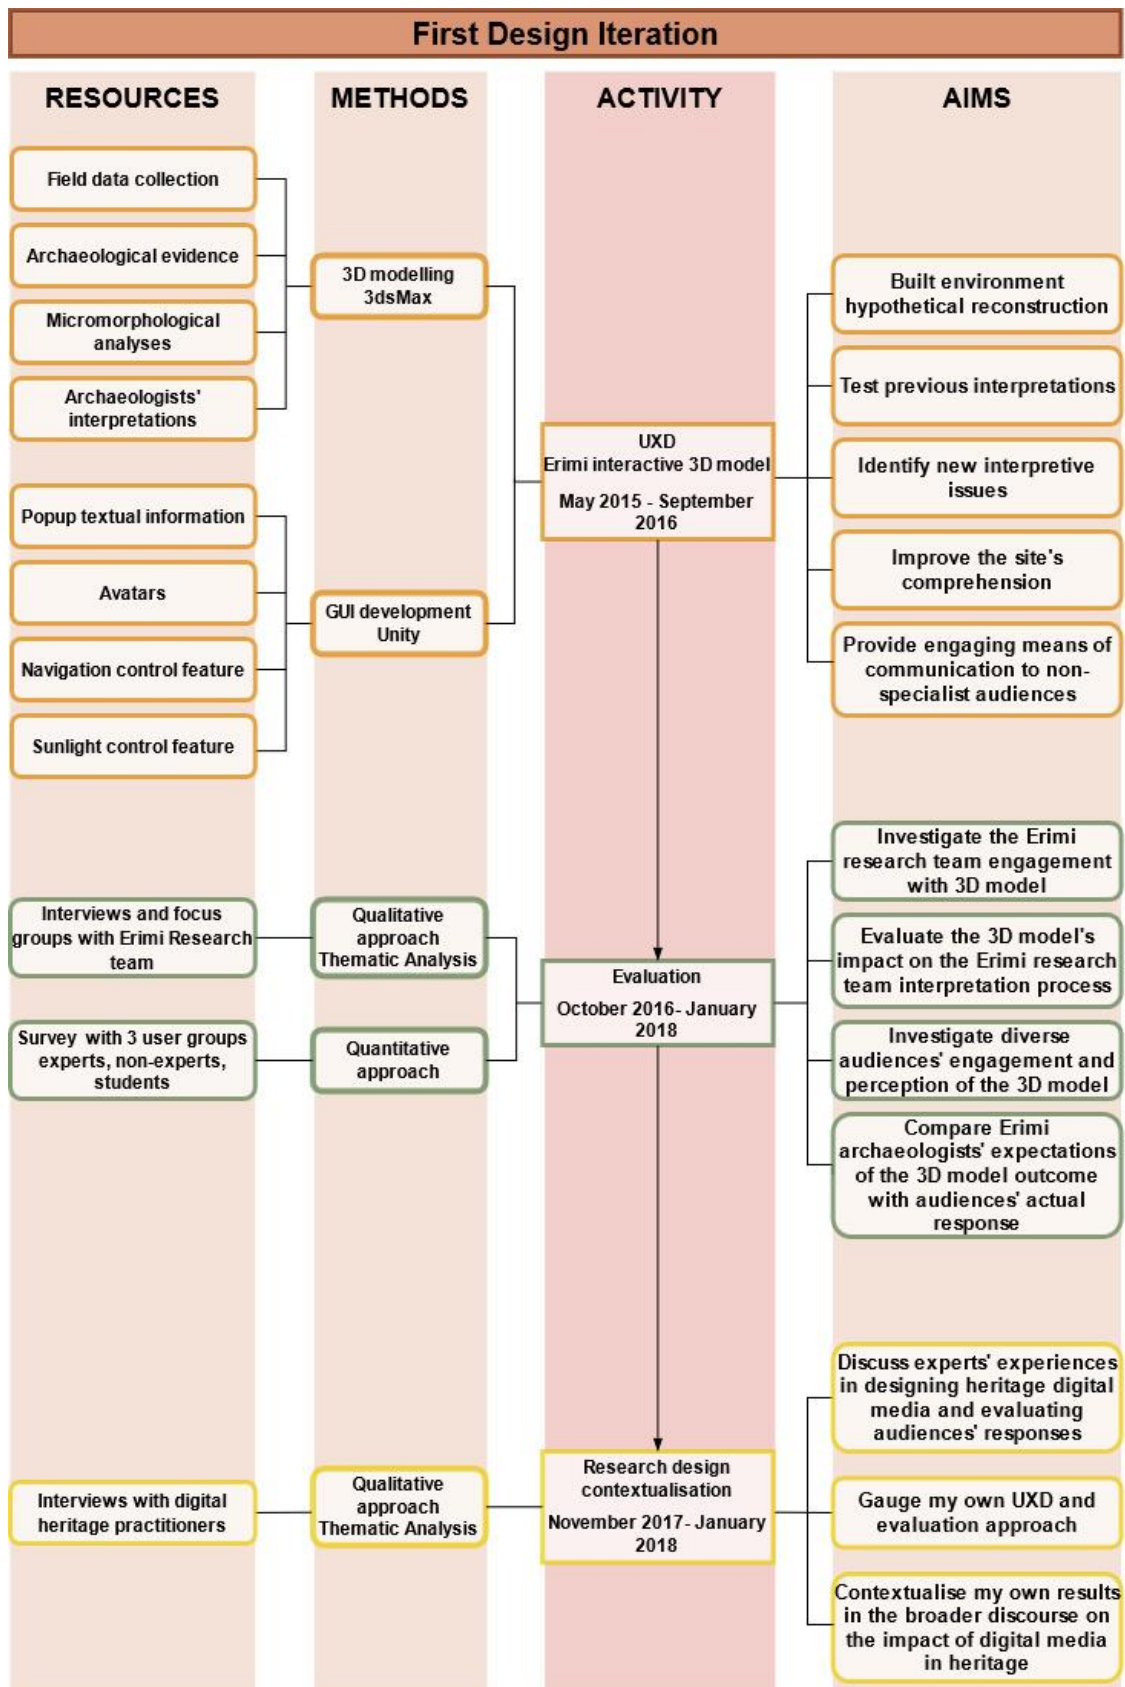 First Design Iteration
RESOURCES
METHODS
ACTIVITY
AIMS
Field data collection
Archaeological evidence
Micromorphological
analyses
Archaeologists'
interpretations
Popup textual information
Avatars
Navigation control feature
Sunlight control feature
3D modelling
3dsMax
GUI development
Unity
UXD
Erimi interactive 3D model
May 2015 - September
2016
Built environment
hypothetical reconstruction
Test previous interpretations
Identify new interpretive
issues
Improve the site's
comprehension
Provide engaging means of
communication to non-
specialist audiences
Interviews and focus
groups with Erimi Research
team
Survey with 3 user groups
experts, non-experts,
students
Qualitative
approach
Thematic Analysis
Quantitative
approach
Evaluation
October 2016- January
2018
Investigate the Erimi
research team engagement
with 3D model
Evaluate the 3D model's
impact on the Erimi research
team interpretation process
Investigate diverse
audiences' engagement and
perception of the 3D model
Compare Erimi
archaeologists' expectations
of the 3D model outcome
with audiences' actual
response
Interviews with digital
heritage practitioners
Qualitative
approach
Thematic Analysis
Research design
contextualisation
November 2017- January
2018
Discuss experts' experiences
in designing heritage digital
media and evaluating
audiences' responses
Gauge my own UXD and
evaluation approach
Contextualise my own results
in the broader discourse on
the impact of digital media
in heritage